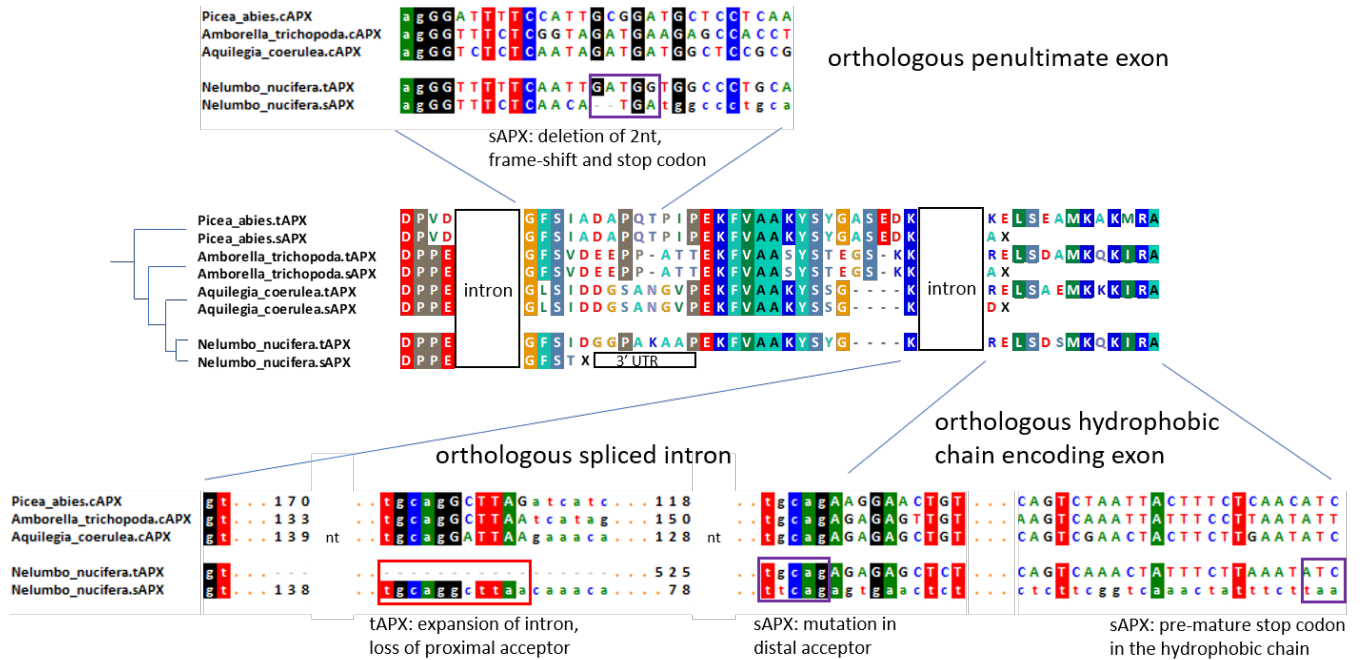 Picea_abies.cAPX agGGATTTTCCATTGCGGATGCTCCTCAA
Amborella_trichopoda.cAPX agGGTTTCTCGGTAGATGAAGAGCCACCT
Aquilegia_coerulea.cAPX agGGTCTCTCAATAGATGATGGCTCCGCG
orthologous penultimate exon
Nelumbo_nucifera.tAPX agGGTTTTTCAATTGATGGTGGCCCTGCA
Nelumbo_nucifera.sAPX agGGTTTCTCAACA--TGAtggccctgca
sAPX: deletion of 2nt,
frame-shift and stop codon
Picea_abies.tAPX DPVD GFSIADAPQTPIPEKFVAAKYSYGASEDK KELSEAMKAKMRA
Picea_abies.sAPX DPVD GFSIADAPQTPIPEKFVAAKYSYGASEDK AX
Amborella_trichopoda.tAPX DPPE GFSVDEEPP-ATTEKFVAASYSTEGS-KK RELSDAMKQKIRA
Amborella_trichopoda.sAPX DPPE GFSVDEEPP-ATTEKFVAAKYSTEGS-KK AX
Aquilegia_coerulea.tAPX DPPE intron GLSIDDGSANGVPEKFVAAKYSSG----K intron RELSAEMKKKIRA
Aquilegia_coerulea.sAPX DPPE GLSIDDGSANGVPEKFVAAKYSSG----K DX
Nelumbo_nucifera.tAPX DPPE GFSIDGGPAKAAPEKFVAAKYSYG----K RELSDSMKQKIRA
Nelumbo_nucifera.sAPX DPPE GFSTX 3' UTR
orthologous spliced intron
orthologous hydrophobic
chain encoding exon
Picea_abies.cAPX gt...170 ..tgcagGCTTAGatcatc....118 ..tgcagAAGGAACTGT... CAGTCTAATTACTTTCTCAACATC
Amborella_trichopoda.cAPX gt...133 ..tgcaggCTTAAtcatag....150 ..tgcagAGAGAGTTGT... AAGTCAAATTATTTCCTTAATATT
Aquilegia_coerulea.cAPX gt...139 nt ..tgcagGATTAAgaaaca....128 nt ..tgcagAGAGAGCTGT... CAGTCGAACTACTTCTTGAATATC
Nelumbo_nucifera.tAPX gt...--- ..-----------------...525 ..tgcagAGAGAGCTCT... CAGTCAAACTATTTCTTAAATATC
Nelumbo_nucifera.sAPX gt...138 ..tgcaggcttaacaaaca....78 ..ttcagagtgaactct... ctcttcggtcaaactatttcttaa
tAPX: expansion of intron,
loss of proximal acceptor
sAPX: mutation in
distal acceptor
sAPX: pre-mature stop codon
in the hydrophobic chain